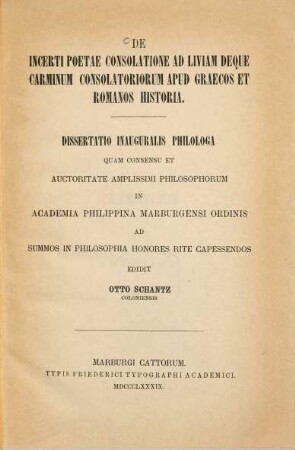 DE
INCERTI POETAE CONSOLATIONE AD LIVIAM DEQUE
CARMINUM CONSOLATORIORUM APUD GRAECOS ET
ROMANOS HISTORIA.
DISSERTATIO INAUGURALIS PHILOLOGA
QUAM CONSENSU ET
AUCTORITATE AMPLISSIMI PHILOSOPHORUM
IN
ACADEMIA PHILIPPINA MARBURGENSI ORDINIS
AD
SUMMOS IN PHILOSOPHIA HONORES RITE CAPESSENDOS
EDIDIT
OTTO SCHANTZ
COLONIENSIS
MARBURGI CATTORUM.
TYPIS FRIDERICI TYPOGRAPHI ACADEMICI.
MDCCCLXXXIX.